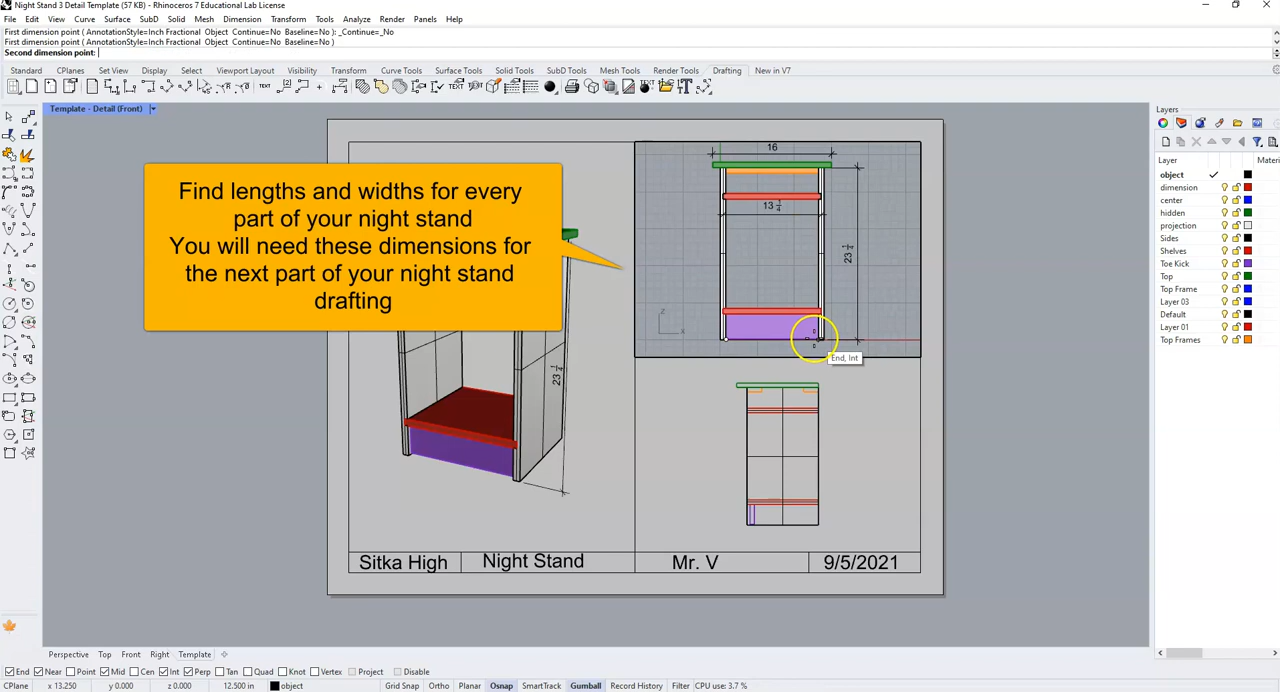 Night Stand 3 Detail Template (57 KB) - Rhinoceros 7 Educational Lab License
File Edit View Curve Surface SubD Solid Mesh Dimension Transform Tools Analyze Render Panels Help
First dimension point ( AnnotationStyle=Inch Fractional Object Continue=No Baseline=No ): _Continue=_No
First dimension point ( AnnotationStyle=Inch Fractional Object Continue=No Baseline=No )
Second dimension point:
Standard CPlanes Set View Display Select Viewport Layout Visibility Transform Curve Tools Surface Tools Solid Tools SubD Tools Mesh Tools Render Tools Drafting New in V7
TEXT
Template - Detail (Front)
Layers
Layer Materi
object
dimension
center
hidden
projection
Sides
Shelves
Toe Kick
Top
Top Frame
Layer 03
Default
Layer 01
Top Frames
Find lengths and widths for every
part of your night stand
You will need these dimensions for
the next part of your night stand
drafting
16
13 1/4
23 1/4
z
x
End, Int
23 1/4
Sitka High Night Stand Mr. V 9/5/2021
Perspective Top Front Right Template
End Near Point Mid Cen Int Perp Tan Quad Knot Vertex Project Disable
CPlane x 13.250 y 0.000 z 0.000 12.500 in object Grid Snap Ortho Planar Osnap SmartTrack Gumball Record History Filter CPU use: 3.7 %